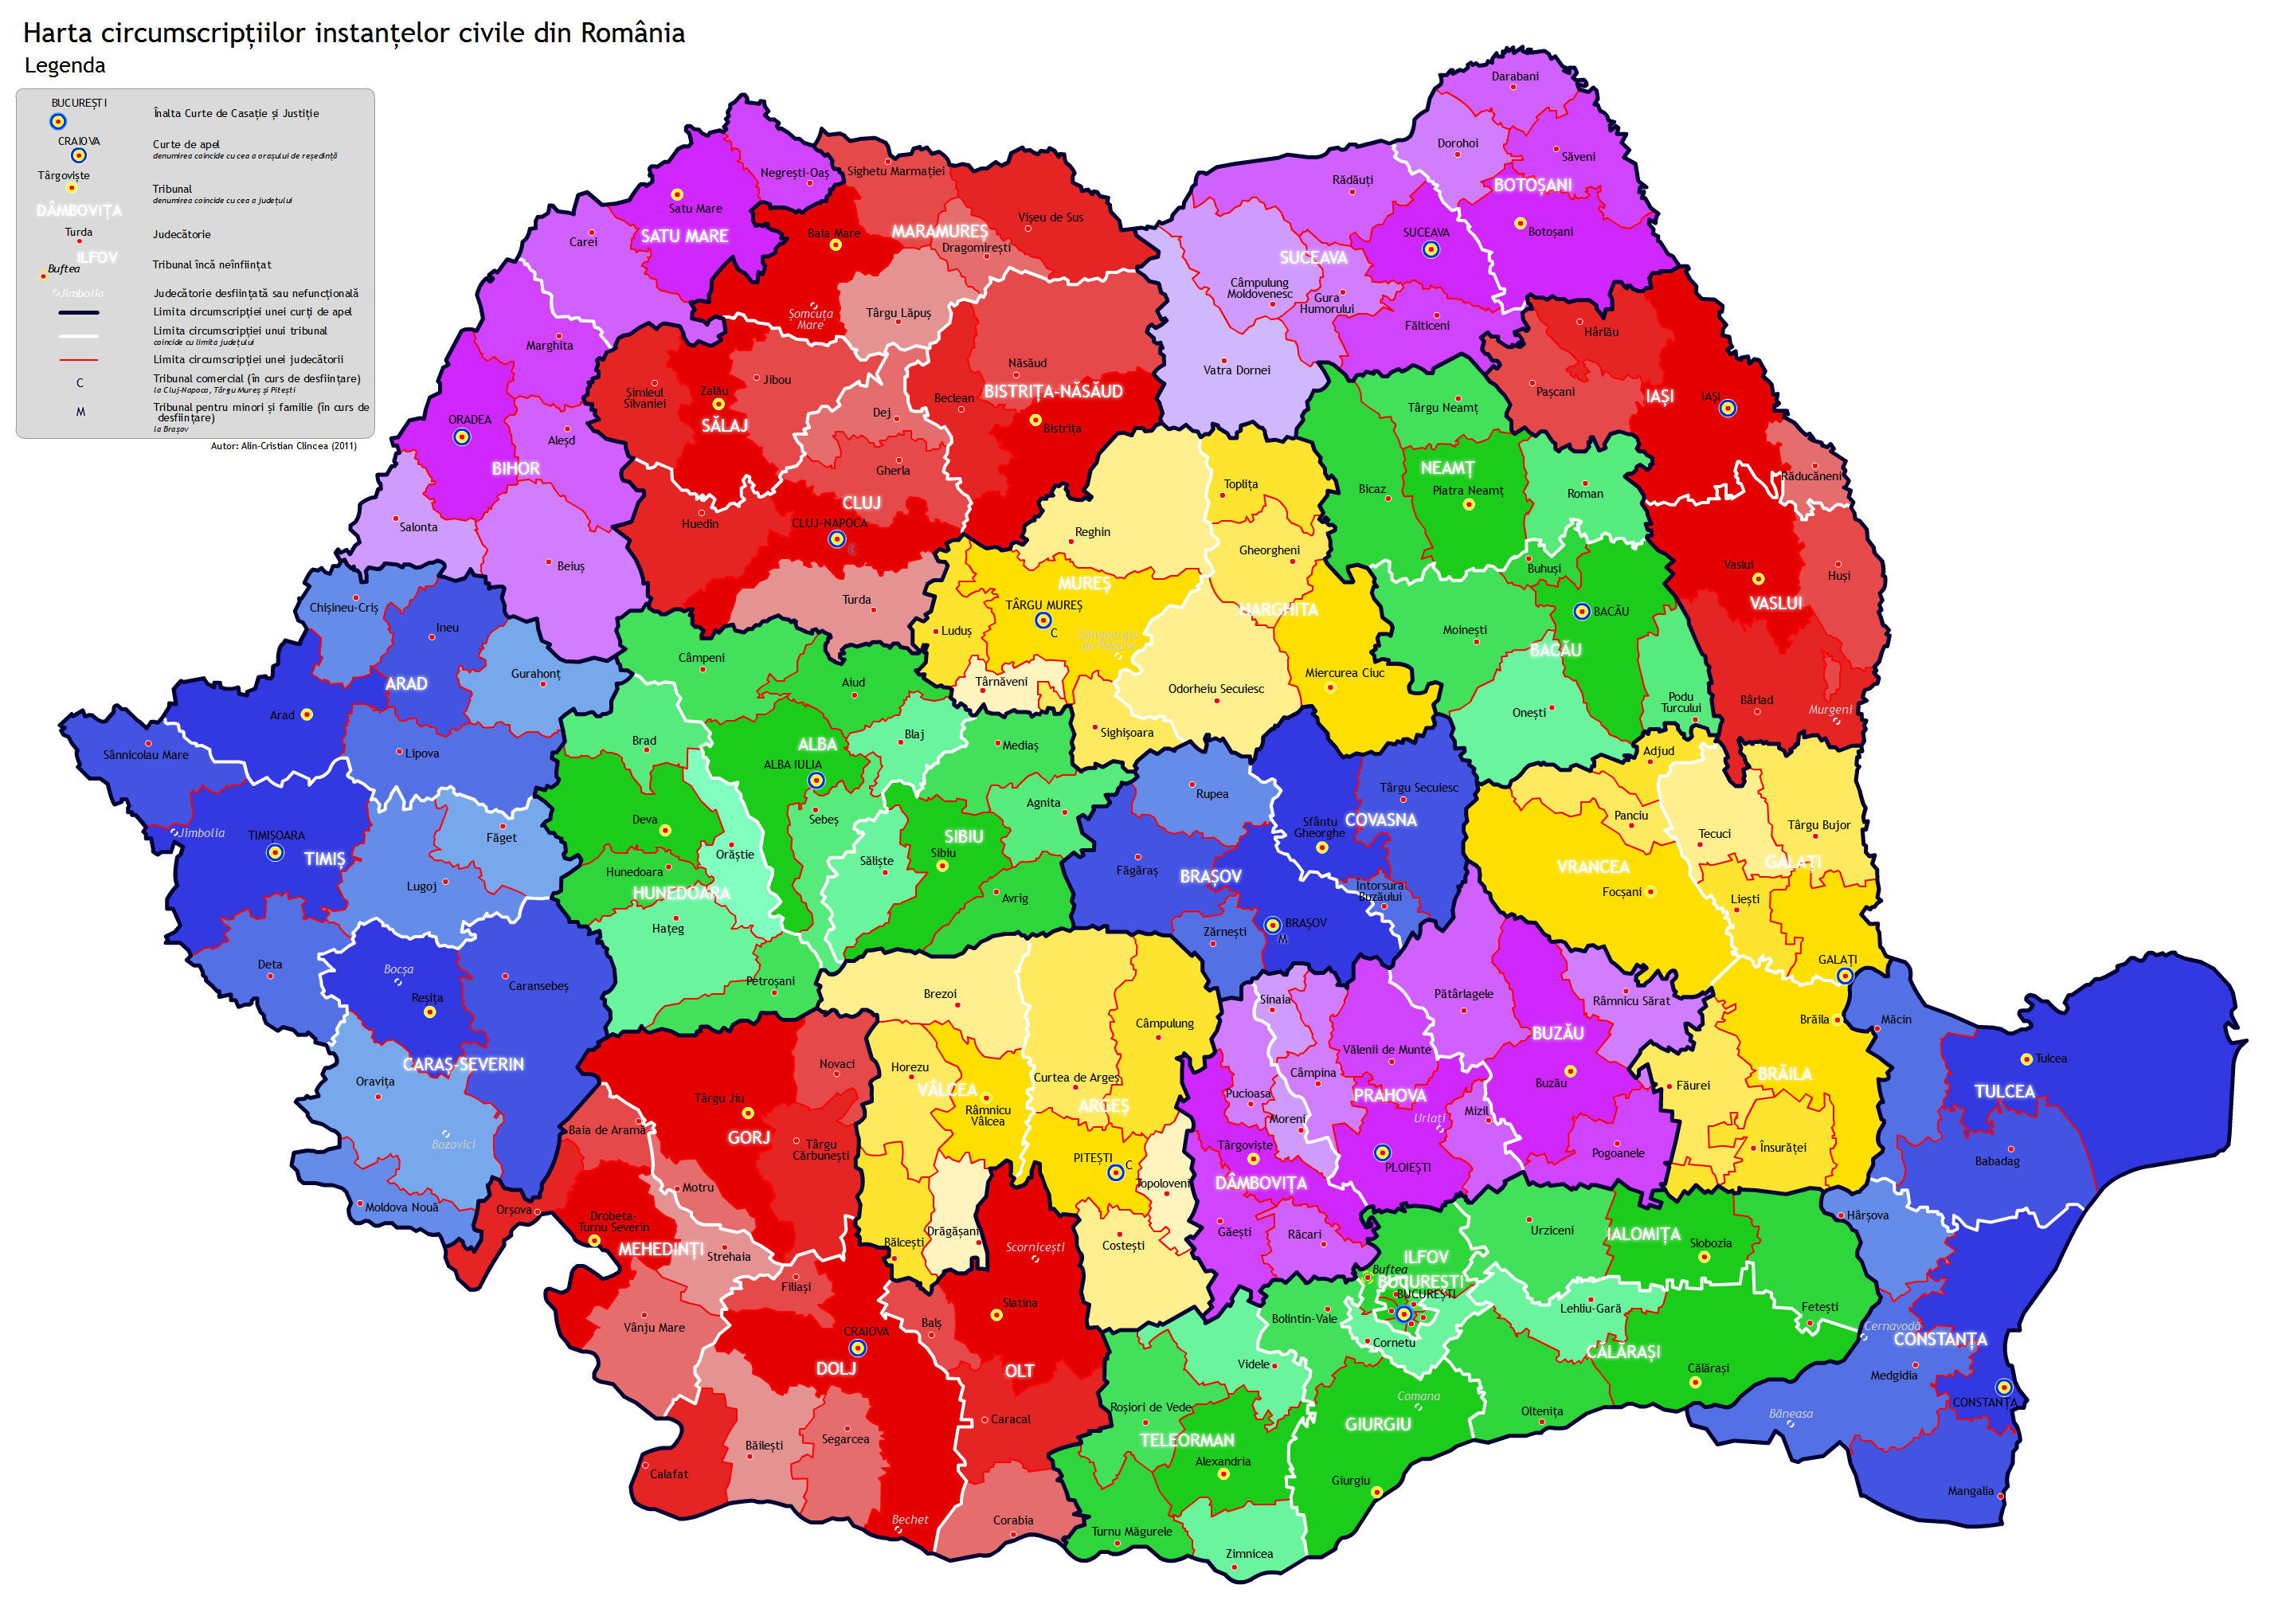 Harta circumscripțiilor instanțelor civile din România
Legenda
BUCUREȘTI
Înalta Curte de Casație și Justiție
CRAIOVA
Curte de apel
denumirea coincide cu cea a orașului de reședință
Târgoviște
Tribunal
denumirea coincide cu cea a județului
DÂMBOVIȚA
Turda
Judecătorie
ILFOV
Tribunal încă neînființat
Buftea
Jimbolia
Judecătorie desființată sau nefuncțională
Limita circumscripției unei curți de apel
Limita circumscripției unui tribunal
coincide cu limita județului
Limita circumscripției unei judecătorii
C
Tribunal comercial (în curs de desființare)
la Cluj-Napoca, Târgu Mureș și Pitești
M
Tribunal pentru minori și familie (în curs de
desființare)
la Brașov
Autor: Alin-Cristian Clincea (2011)
Darabani
Dorohoi
Săveni
BOTOȘANI
Botoșani
Rădăuți
SUCEAVA
SUCEAVA
Câmpulung
Moldovenesc
Gura
Humorului
Fălticeni
Vatra Dornei
Negrești-Oaș
Satu Mare
SATU MARE
Carei
Sighetu Marmației
Vișeu de Sus
MARAMUREȘ
Baia Mare
Dragomirești
Șomcuța
Mare
Târgu Lăpuș
Marghita
ORADEA
Aleșd
BIHOR
Salonta
Beiuș
Șimleul
Silvaniei
Zalău
Jibou
SĂLAJ
Năsăud
BISTRIȚA-NĂSĂUD
Beclean
Bistrița
Dej
Gherla
CLUJ
Huedin
CLUJ-NAPOCA
C
Turda
Hârlău
Pașcani
IAȘI
IAȘI
Răducăneni
Târgu Neamț
NEAMȚ
Bicaz
Piatra Neamț
Roman
Vaslui
Huși
VASLUI
Bârlad
Murgeni
Buhuși
BACĂU
Moinești
BACĂU
Onești
Podu
Turcului
Toplița
Gheorgheni
HARGHITA
Miercurea Ciuc
Odorheiu Secuiesc
Reghin
MUREȘ
TÂRGU MUREȘ
C
Luduș
Sângeorgiu
de Pădure
Târnăveni
Sighișoara
Chișineu-Criș
Ineu
Gurahonț
ARAD
Arad
Lipova
Sânnicolau Mare
Jimbolia
TIMIȘOARA
TIMIȘ
Făget
Lugoj
Deta
Câmpeni
Aiud
ALBA
Blaj
ALBA IULIA
Sebeș
Brad
Deva
Orăștie
Hunedoara
HUNEDOARA
Hațeg
Petroșani
Mediaș
Agnita
SIBIU
Sibiu
Săliște
Avrig
Rupea
Făgăraș
BRAȘOV
BRAȘOV
M
Zărnești
Târgu Secuiesc
COVASNA
Sfântu
Gheorghe
Întorsura
Buzăului
Adjud
Panciu
VRANCEA
Focșani
Tecuci
Târgu Bujor
GALAȚI
Liești
GALAȚI
Bocșa
Reșița
Caransebeș
CARAȘ-SEVERIN
Oravița
Bozovici
Moldova Nouă
Novaci
Târgu Jiu
GORJ
Târgu
Cărbunești
Motru
Baia de Aramă
Orșova
Drobeta-
Turnu Severin
MEHEDINȚI
Strehaia
Vânju Mare
Filiași
CRAIOVA
DOLJ
Calafat
Băilești
Segarcea
Bechet
Brezoi
Horezu
VÂLCEA
Râmnicu
Vâlcea
Bălcești
Drăgășani
Câmpulung
Curtea de Argeș
ARGEȘ
PITEȘTI
C
Topoloveni
Costești
Scornicești
Slatina
Balș
OLT
Caracal
Corabia
Sinaia
Câmpina
Vălenii de Munte
PRAHOVA
Urlați
Mizil
PLOIEȘTI
Pucioasa
Moreni
Târgoviște
DÂMBOVIȚA
Găești
Răcari
Pătârlagele
Râmnicu Sărat
BUZĂU
Buzău
Pogoanele
Brăila
BRĂILA
Făurei
Însurăței
Măcin
Tulcea
TULCEA
Babadag
Hârșova
Cernavodă
CONSTANȚA
Medgidia
CONSTANȚA
Băneasa
Mangalia
Urziceni
IALOMIȚA
Slobozia
Fetești
Lehliu-Gară
CĂLĂRAȘI
Călărași
Oltenița
ILFOV
Buftea
BUCUREȘTI
BUCUREȘTI
Cornetu
Bolintin-Vale
Comana
GIURGIU
Giurgiu
Videle
Roșiori de Vede
TELEORMAN
Alexandria
Turnu Măgurele
Zimnicea